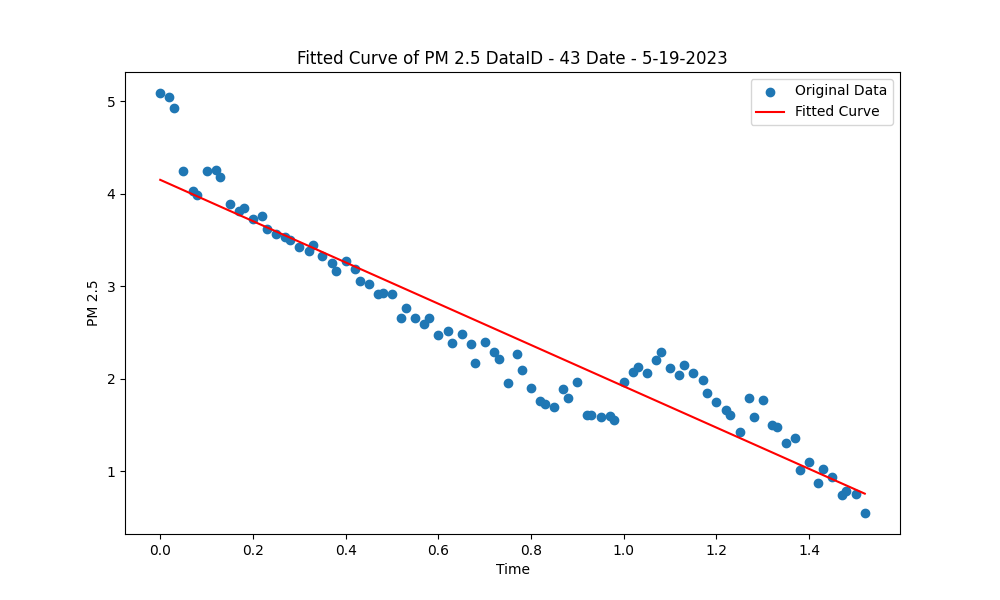 Fitted Curve of PM 2.5 DataID - 43 Date - 5-19-2023
Original Data
Fitted Curve
PM 2.5
5
4
3
2
1
0.0 0.2 0.4 0.6 0.8 1.0 1.2 1.4
Time